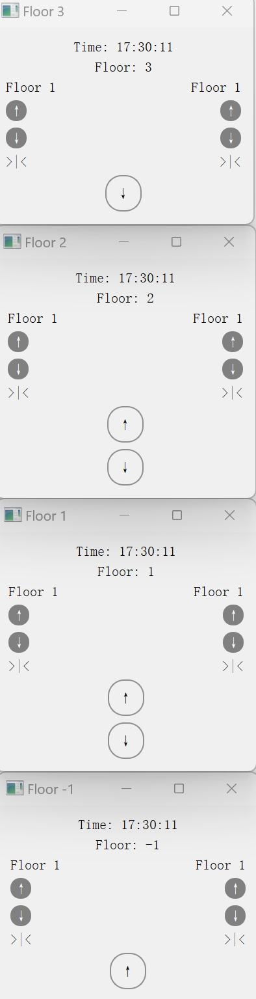 Floor 3
Time: 17:30:11
Floor: 3
Floor 1 Floor 1
↑ ↑
↓ ↓
>|< >|<
↓
Floor 2
Time: 17:30:11
Floor: 2
Floor 1 Floor 1
↑ ↑
↓ ↓
>|< >|<
↑
↓
Floor 1
Time: 17:30:11
Floor: 1
Floor 1 Floor 1
↑ ↑
↓ ↓
>|< >|<
↑
↓
Floor -1
Time: 17:30:11
Floor: -1
Floor 1 Floor 1
↑ ↑
↓ ↓
>|< >|<
↑